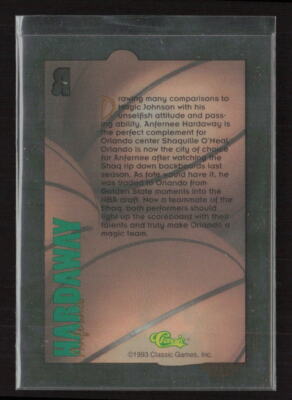 Drawing many comparisons to
Magic Johnson with his
unselfish attitude and pass-
ing ability, Anfernee Hardaway is
the perfect complement for
Orlando center Shaquille O'Neal.
Orlando is now the city of choice
for Anfernee after watching the
Shaq rip down backboards last
season. As fate would have it, he
was traded to Orlando from
Golden State moments into the
NBA draft. Now a teammate of the
Shaq, both performers should
light up the scoreboard with their
talents and truly make Orlando a
magic team.
HARDAWAY
Classic
©1993 Classic Games, Inc.